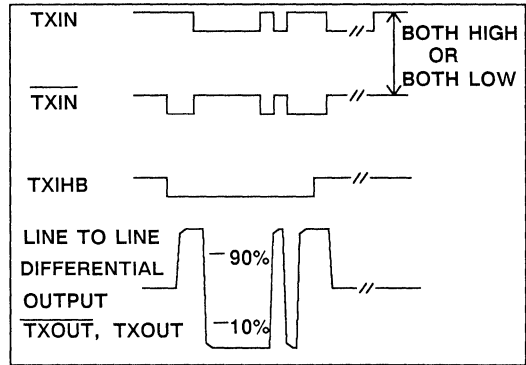 TXIN
BOTH HIGH
OR
BOTH LOW
TXIN
TXIHB
LINE TO LINE
DIFFERENTIAL
OUTPUT
TXOUT, TXOUT
90%
10%